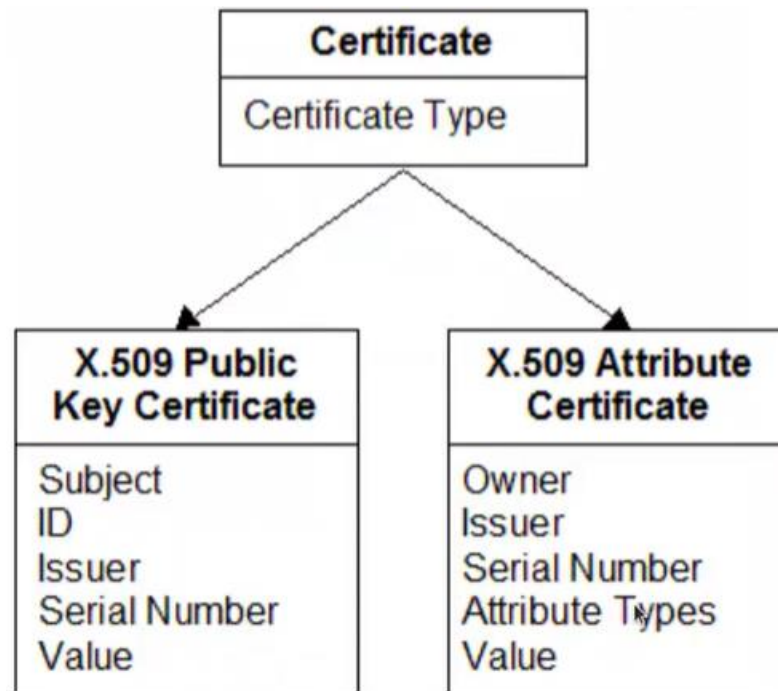 Certificate
Certificate Type
X.509 Public
Key Certificate
Subject
ID
Issuer
Serial Number
Value
X.509 Attribute
Certificate
Owner
Issuer
Serial Number
Attribute Types
Value